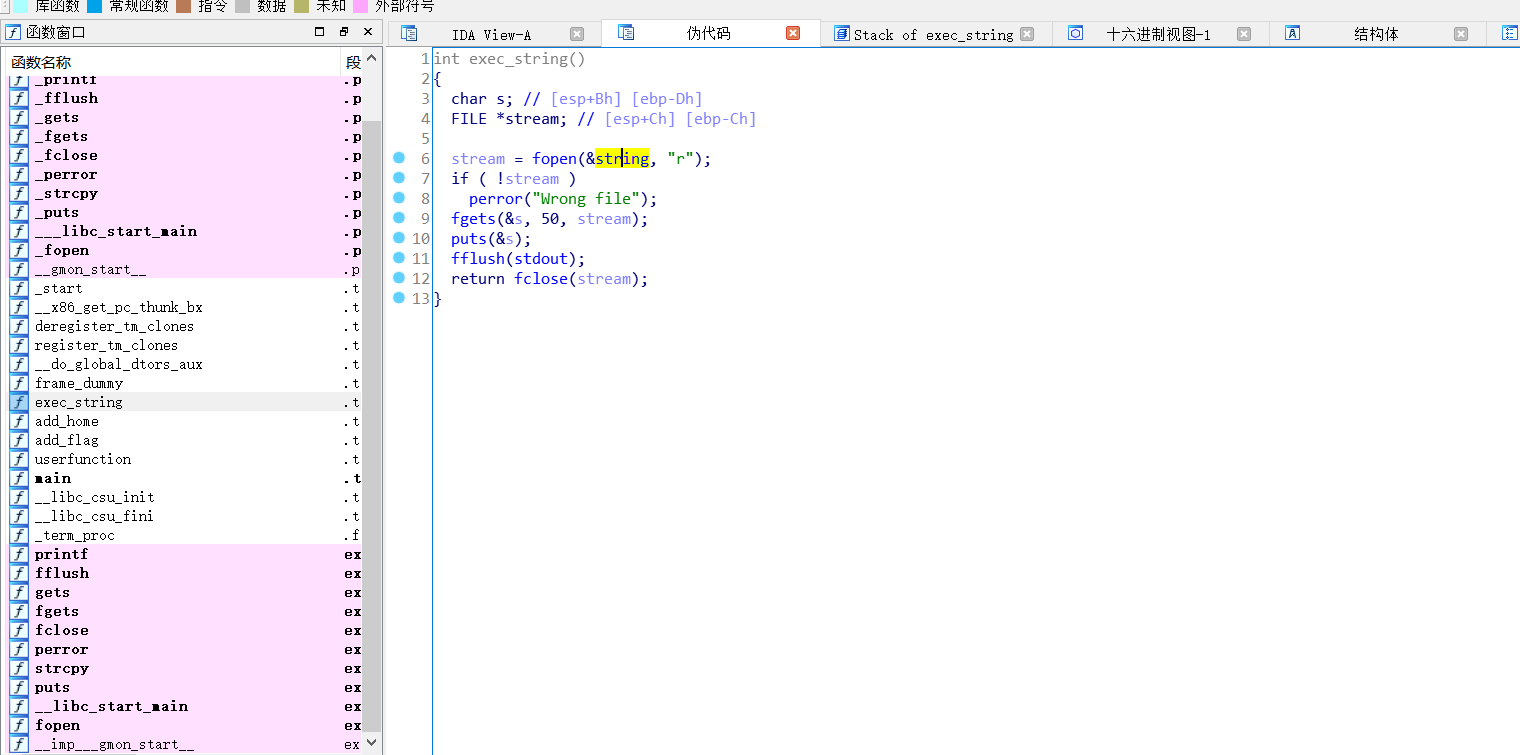 库函数 常规函数 指令 数据 未知 外部符号
函数窗口
函数名称 段
_printf .p
_fflush .p
_gets .p
_fgets .p
_fclose .p
_perror .p
_strcpy .p
_puts .p
___libc_start_main .p
_fopen .p
__gmon_start__ .p
_start .t
__x86_get_pc_thunk_bx .t
deregister_tm_clones .t
register_tm_clones .t
__do_global_dtors_aux .t
frame_dummy .t
exec_string .t
add_home .t
add_flag .t
userfunction .t
main .t
__libc_csu_init .t
__libc_csu_fini .t
_term_proc .f
printf ex
fflush ex
gets ex
fgets ex
fclose ex
perror ex
strcpy ex
puts ex
__libc_start_main ex
fopen ex
__imp___gmon_start__ ex
IDA View-A 伪代码 Stack of exec_string 十六进制视图-1 结构体
1 int exec_string()
2 {
3 char s; // [esp+Bh] [ebp-Dh]
4 FILE *stream; // [esp+Ch] [ebp-Ch]
5
6 stream = fopen(&string, "r");
7 if ( !stream )
8 perror("Wrong file");
9 fgets(&s, 50, stream);
10 puts(&s);
11 fflush(stdout);
12 return fclose(stream);
13 }